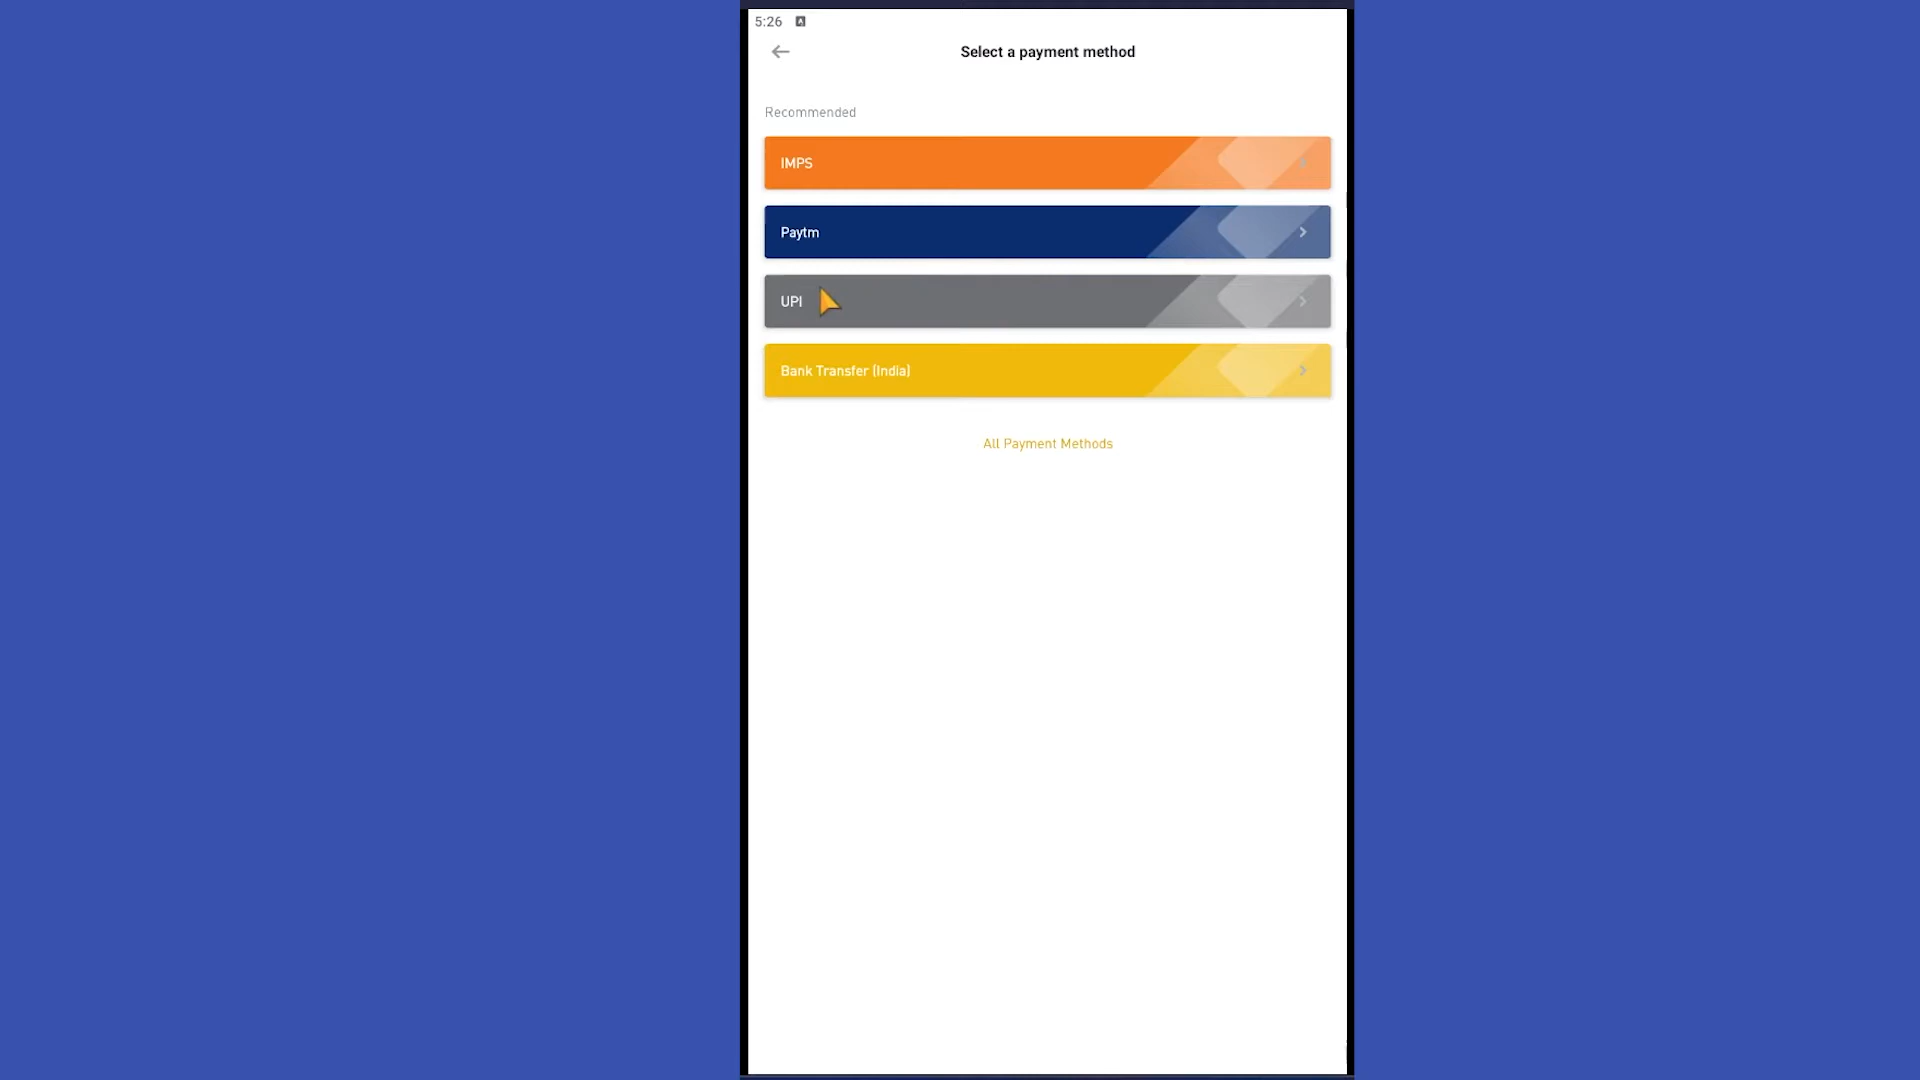 5:26
Select a payment method
Recommended
IMPS
Paytm
UPI
Bank Transfer (India)
All Payment Methods